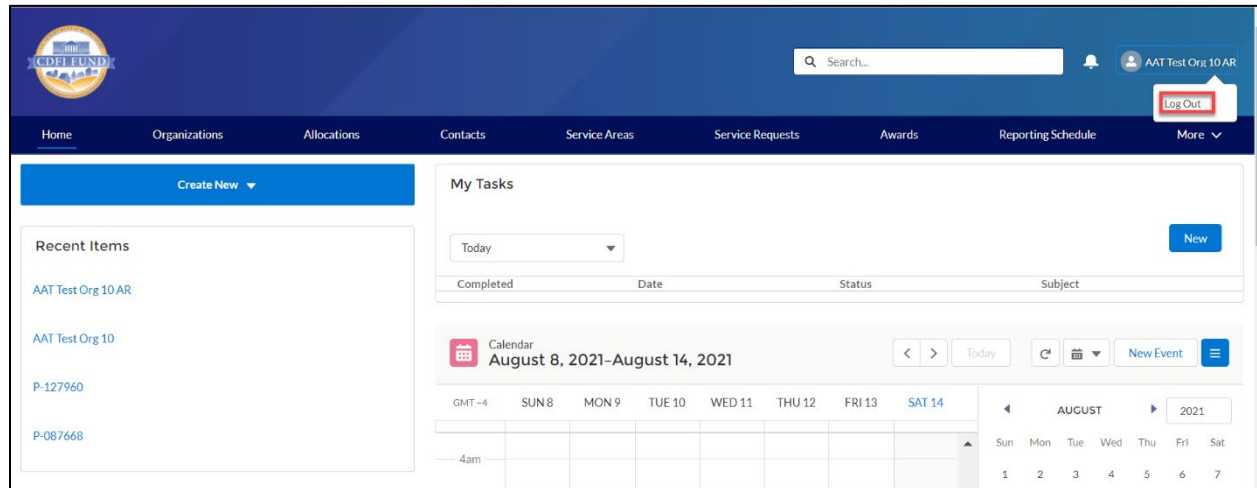 CDFI FUND
Search...
AAT Test Org 10 AR
Log Out
Home Organizations Allocations Contacts Service Areas Service Requests Awards Reporting Schedule More
Create New
Recent Items
AAT Test Org 10 AR
AAT Test Org 10
P-127960
P-087668
My Tasks
Today
New
Completed Date Status Subject
Calendar
August 8, 2021–August 14, 2021
Today
New Event
GMT -4 SUN 8 MON 9 TUE 10 WED 11 THU 12 FRI 13 SAT 14
4am
AUGUST 2021
Sun Mon Tue Wed Thu Fri Sat
1 2 3 4 5 6 7